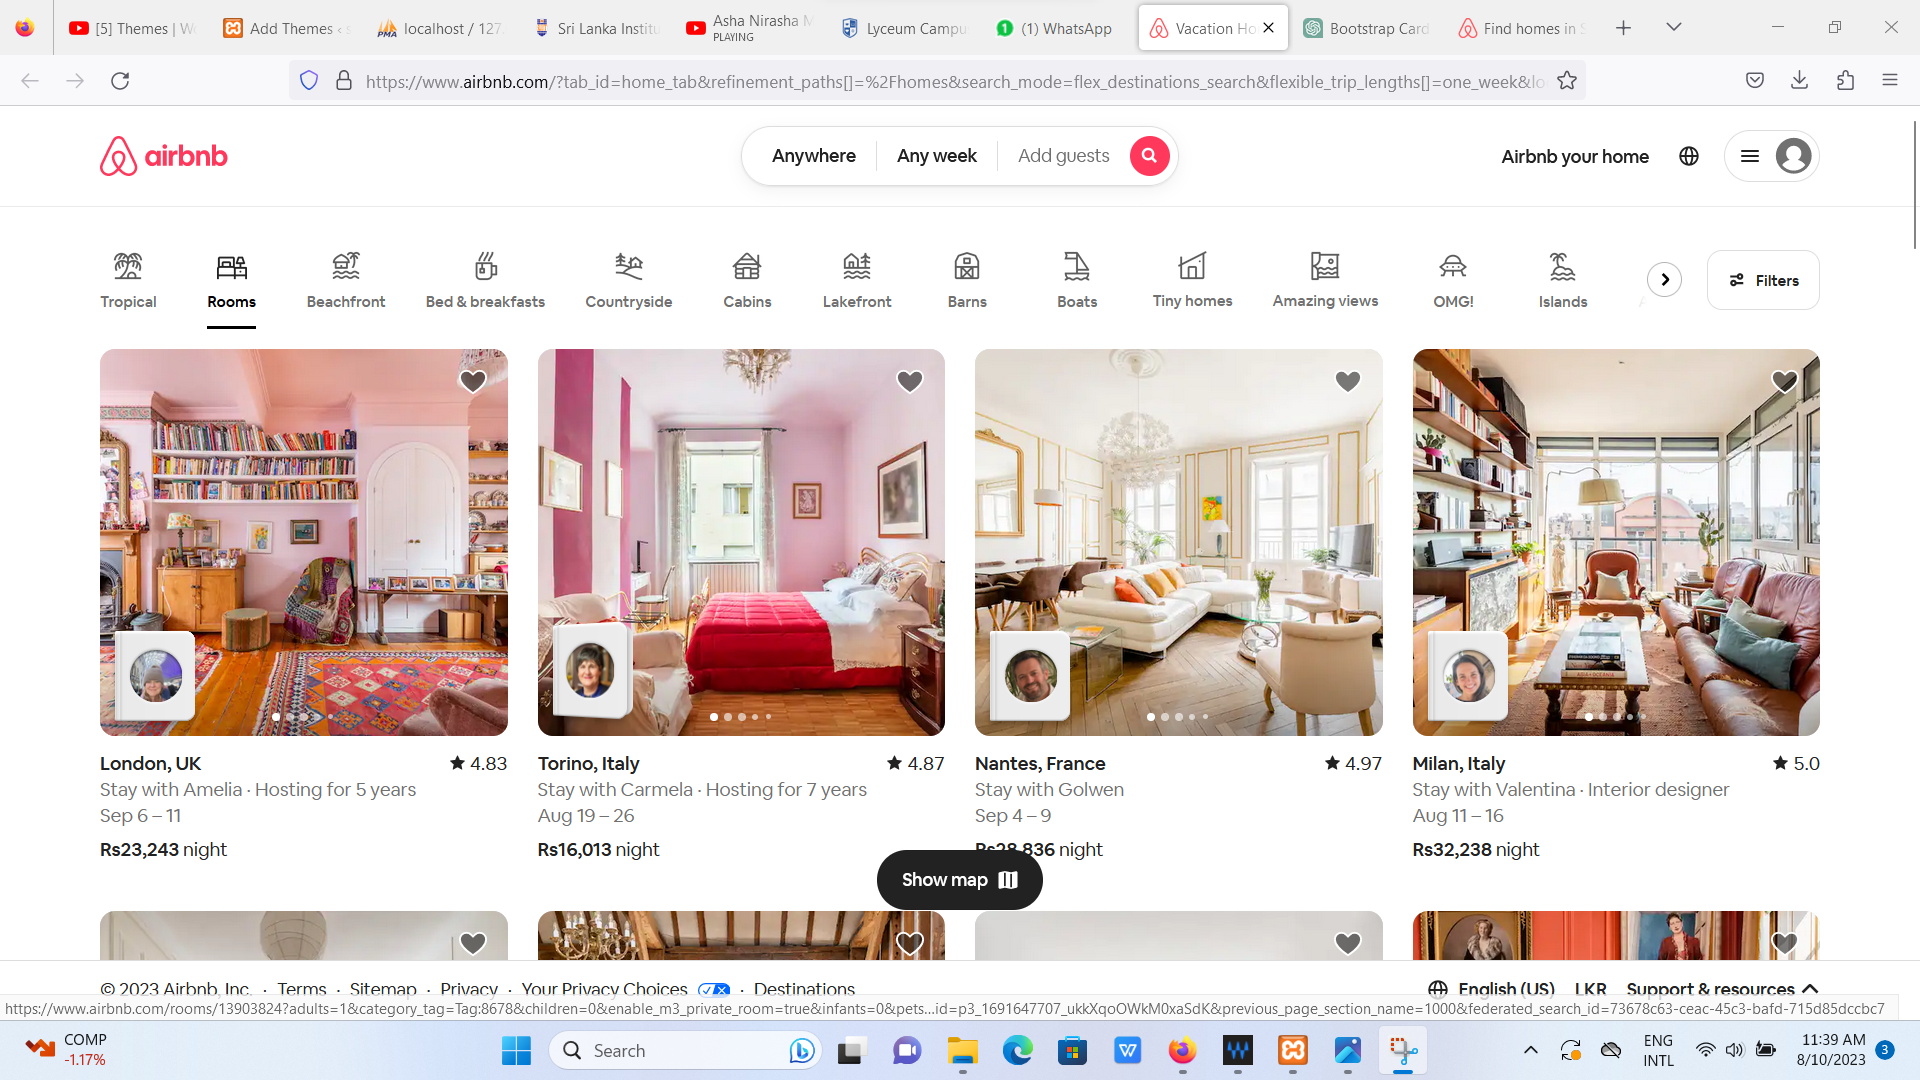 [5] Themes | W
Add Themes ‹ s
localhost / 127.
Sri Lanka Institu
Asha Nirasha M
PLAYING
Lyceum Campu
(1) WhatsApp
Vacation Ho
Bootstrap Card
Find homes in S
https://www.airbnb.com/?tab_id=home_tab&refinement_paths[]=%2Fhomes&search_mode=flex_destinations_search&flexible_trip_lengths[]=one_week&lo
airbnb
Anywhere
Any week
Add guests
Airbnb your home
Tropical
Rooms
Beachfront
Bed & breakfasts
Countryside
Cabins
Lakefront
Barns
Boats
Tiny homes
Amazing views
OMG!
Islands
Filters
London, UK
4.83
Stay with Amelia · Hosting for 5 years
Sep 6 – 11
Rs23,243 night
Torino, Italy
4.87
Stay with Carmela · Hosting for 7 years
Aug 19 – 26
Rs16,013 night
Nantes, France
4.97
Stay with Golwen
Sep 4 – 9
Rs28,836 night
Milan, Italy
5.0
Stay with Valentina · Interior designer
Aug 11 – 16
Rs32,238 night
Show map
© 2023 Airbnb, Inc. · Terms · Sitemap · Privacy · Your Privacy Choices · Destinations
English (US)
LKR
Support & resources
https://www.airbnb.com/rooms/13903824?adults=1&category_tag=Tag:8678&children=0&enable_m3_private_room=true&infants=0&pets...id=p3_1691647707_ukkXqoOWkM0xaSdK&previous_page_section_name=1000&federated_search_id=73678c63-ceac-45c3-bafd-715d85dccbc7
COMP
-1.17%
Search
ENG
INTL
11:39 AM
8/10/2023
3